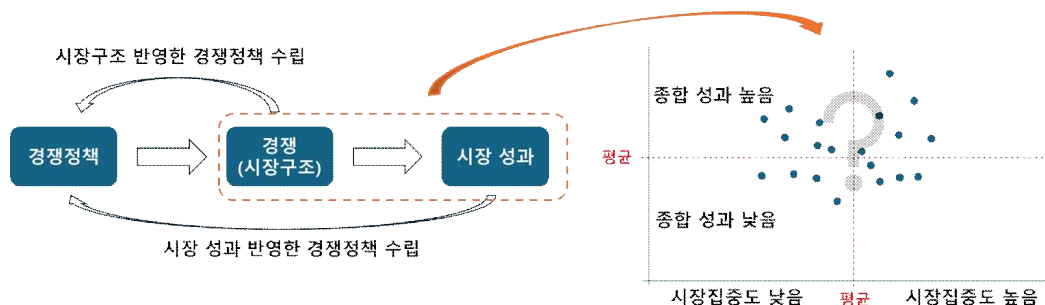 시장구조 반영한 경쟁정책 수립
경쟁정책
경쟁
(시장구조)
시장 성과
시장 성과 반영한 경쟁정책 수립
종합 성과 높음
평균
종합 성과 낮음
시장집중도 낮음
평균
시장집중도 높음
?